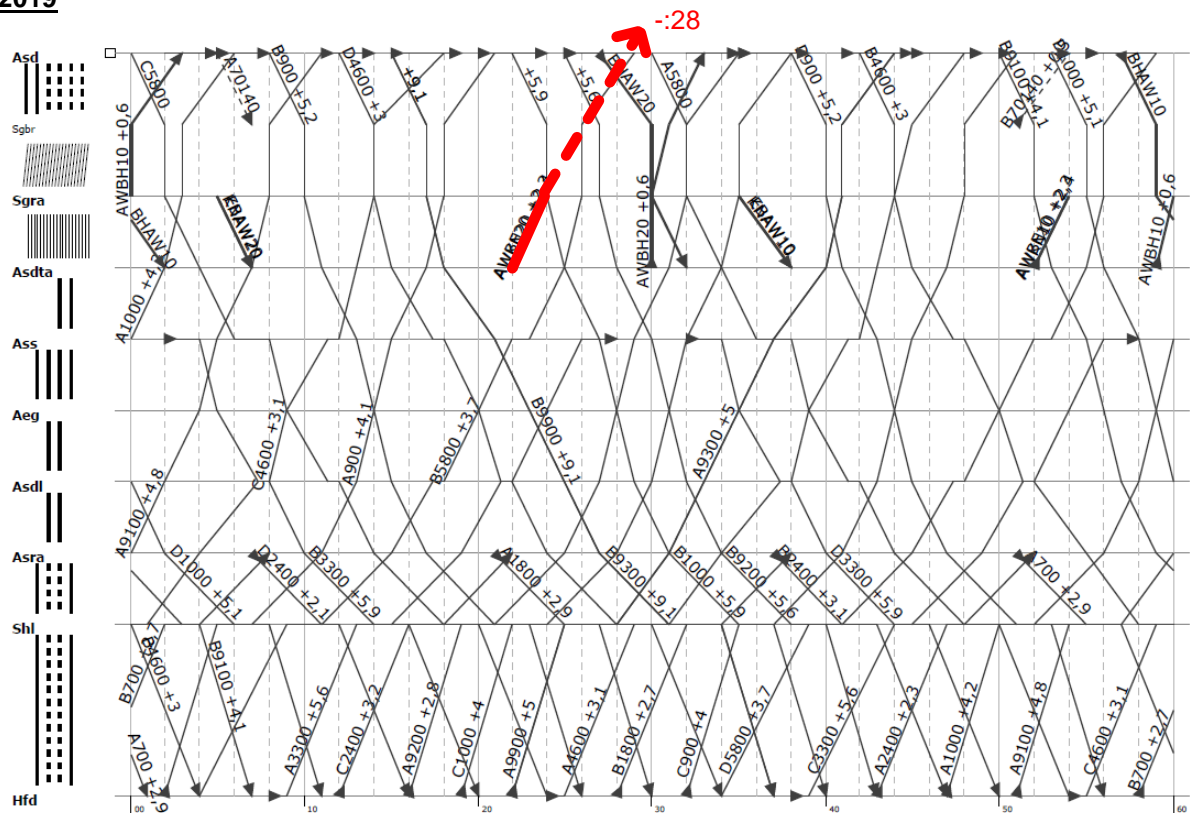 2019
-:28
Asd
Sgbr
Sgra
Asdta
Ass
Aeg
Asdl
Asra
Shl
Hfd
C5800
A70140
B900 +5,2
D4600 +3
+9,1
+5,9
+5,6
BHAW20
A5800
B900 +5,2
B4600 +3
B9100 +4,1
D1000 +5,1
BHAW10
AWBH10 +0,6
BHAW10
A1000 +4,2
AWBH20 +0,6
AWBH10 +0,6
A9100 +4,8
C4600 +3,1
A900 +4,1
B5800 +3,7
B9900 +9,1
A9300 +5
D1000 +5,1
D2400 +2,1
B3300 +5,9
A1800 +2,9
B9300 +9,1
B1000 +5,9
B9200 +5,6
B2400 +3,1
D3300 +5,9
A700 +2,9
B4600 +3
B9100 +4,1
A700 +2,9
A3300 +5,6
C2400 +3,2
A9200 +2,8
C1000 +4
A9900 +5
A4600 +3,1
B1800 +2,7
C900 +4
D5800 +3,7
C3300 +5,6
A2400 +2,3
A1000 +4,2
A9100 +4,8
C4600 +3,1
B700 +2,7
00 10 20 30 40 50 60